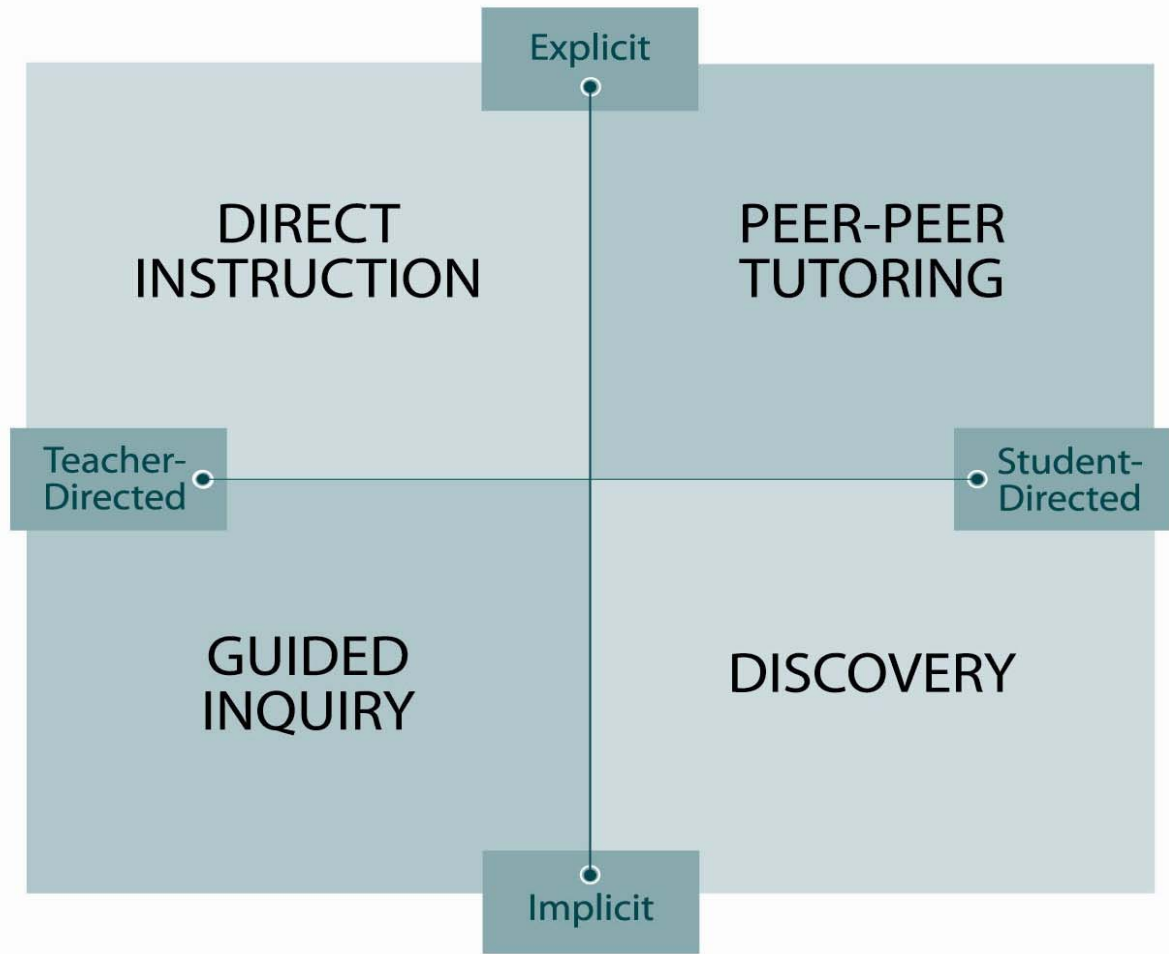 Explicit
DIRECT
INSTRUCTION
PEER-PEER
TUTORING
Teacher-
Directed
Student-
Directed
GUIDED
INQUIRY
DISCOVERY
Implicit